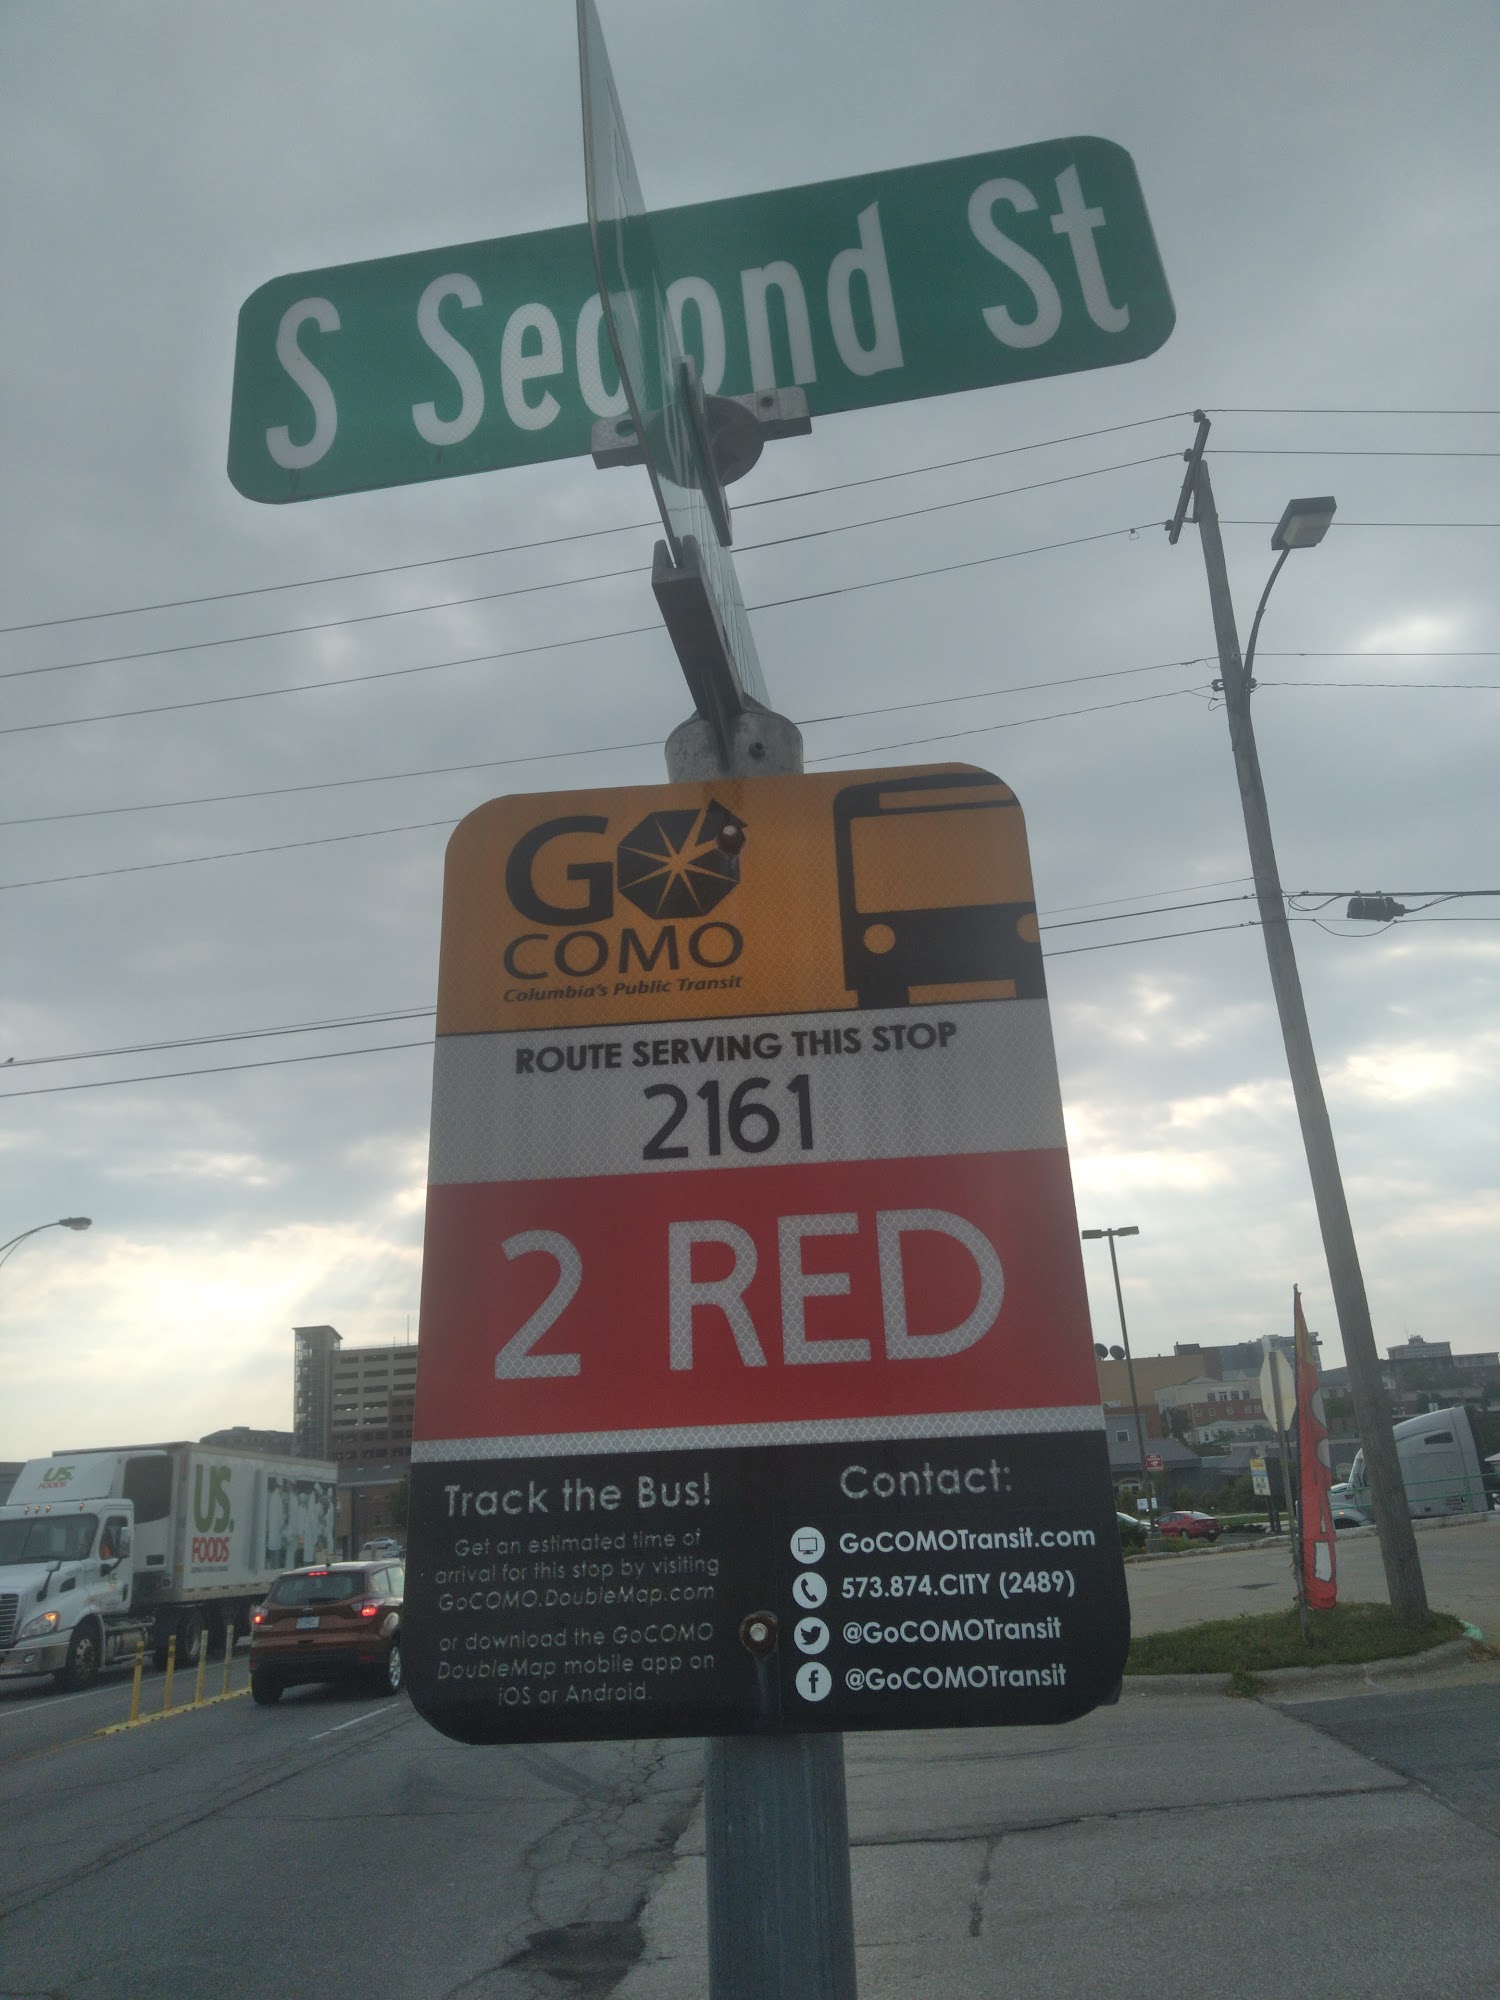 S Second St
GO
COMO
Columbia's Public Transit
ROUTE SERVING THIS STOP
2161
2 RED
Track the Bus!
Get an estimated time of
arrival for this stop by visiting
GoCOMO.DoubleMap.com
or download the GoCOMO
DoubleMap mobile app on
iOS or Android.
Contact:
GoCOMOTransit.com
573.874.CITY (2489)
@GoCOMOTransit
@GoCOMOTransit
US.
FOODS
US.
FOODS